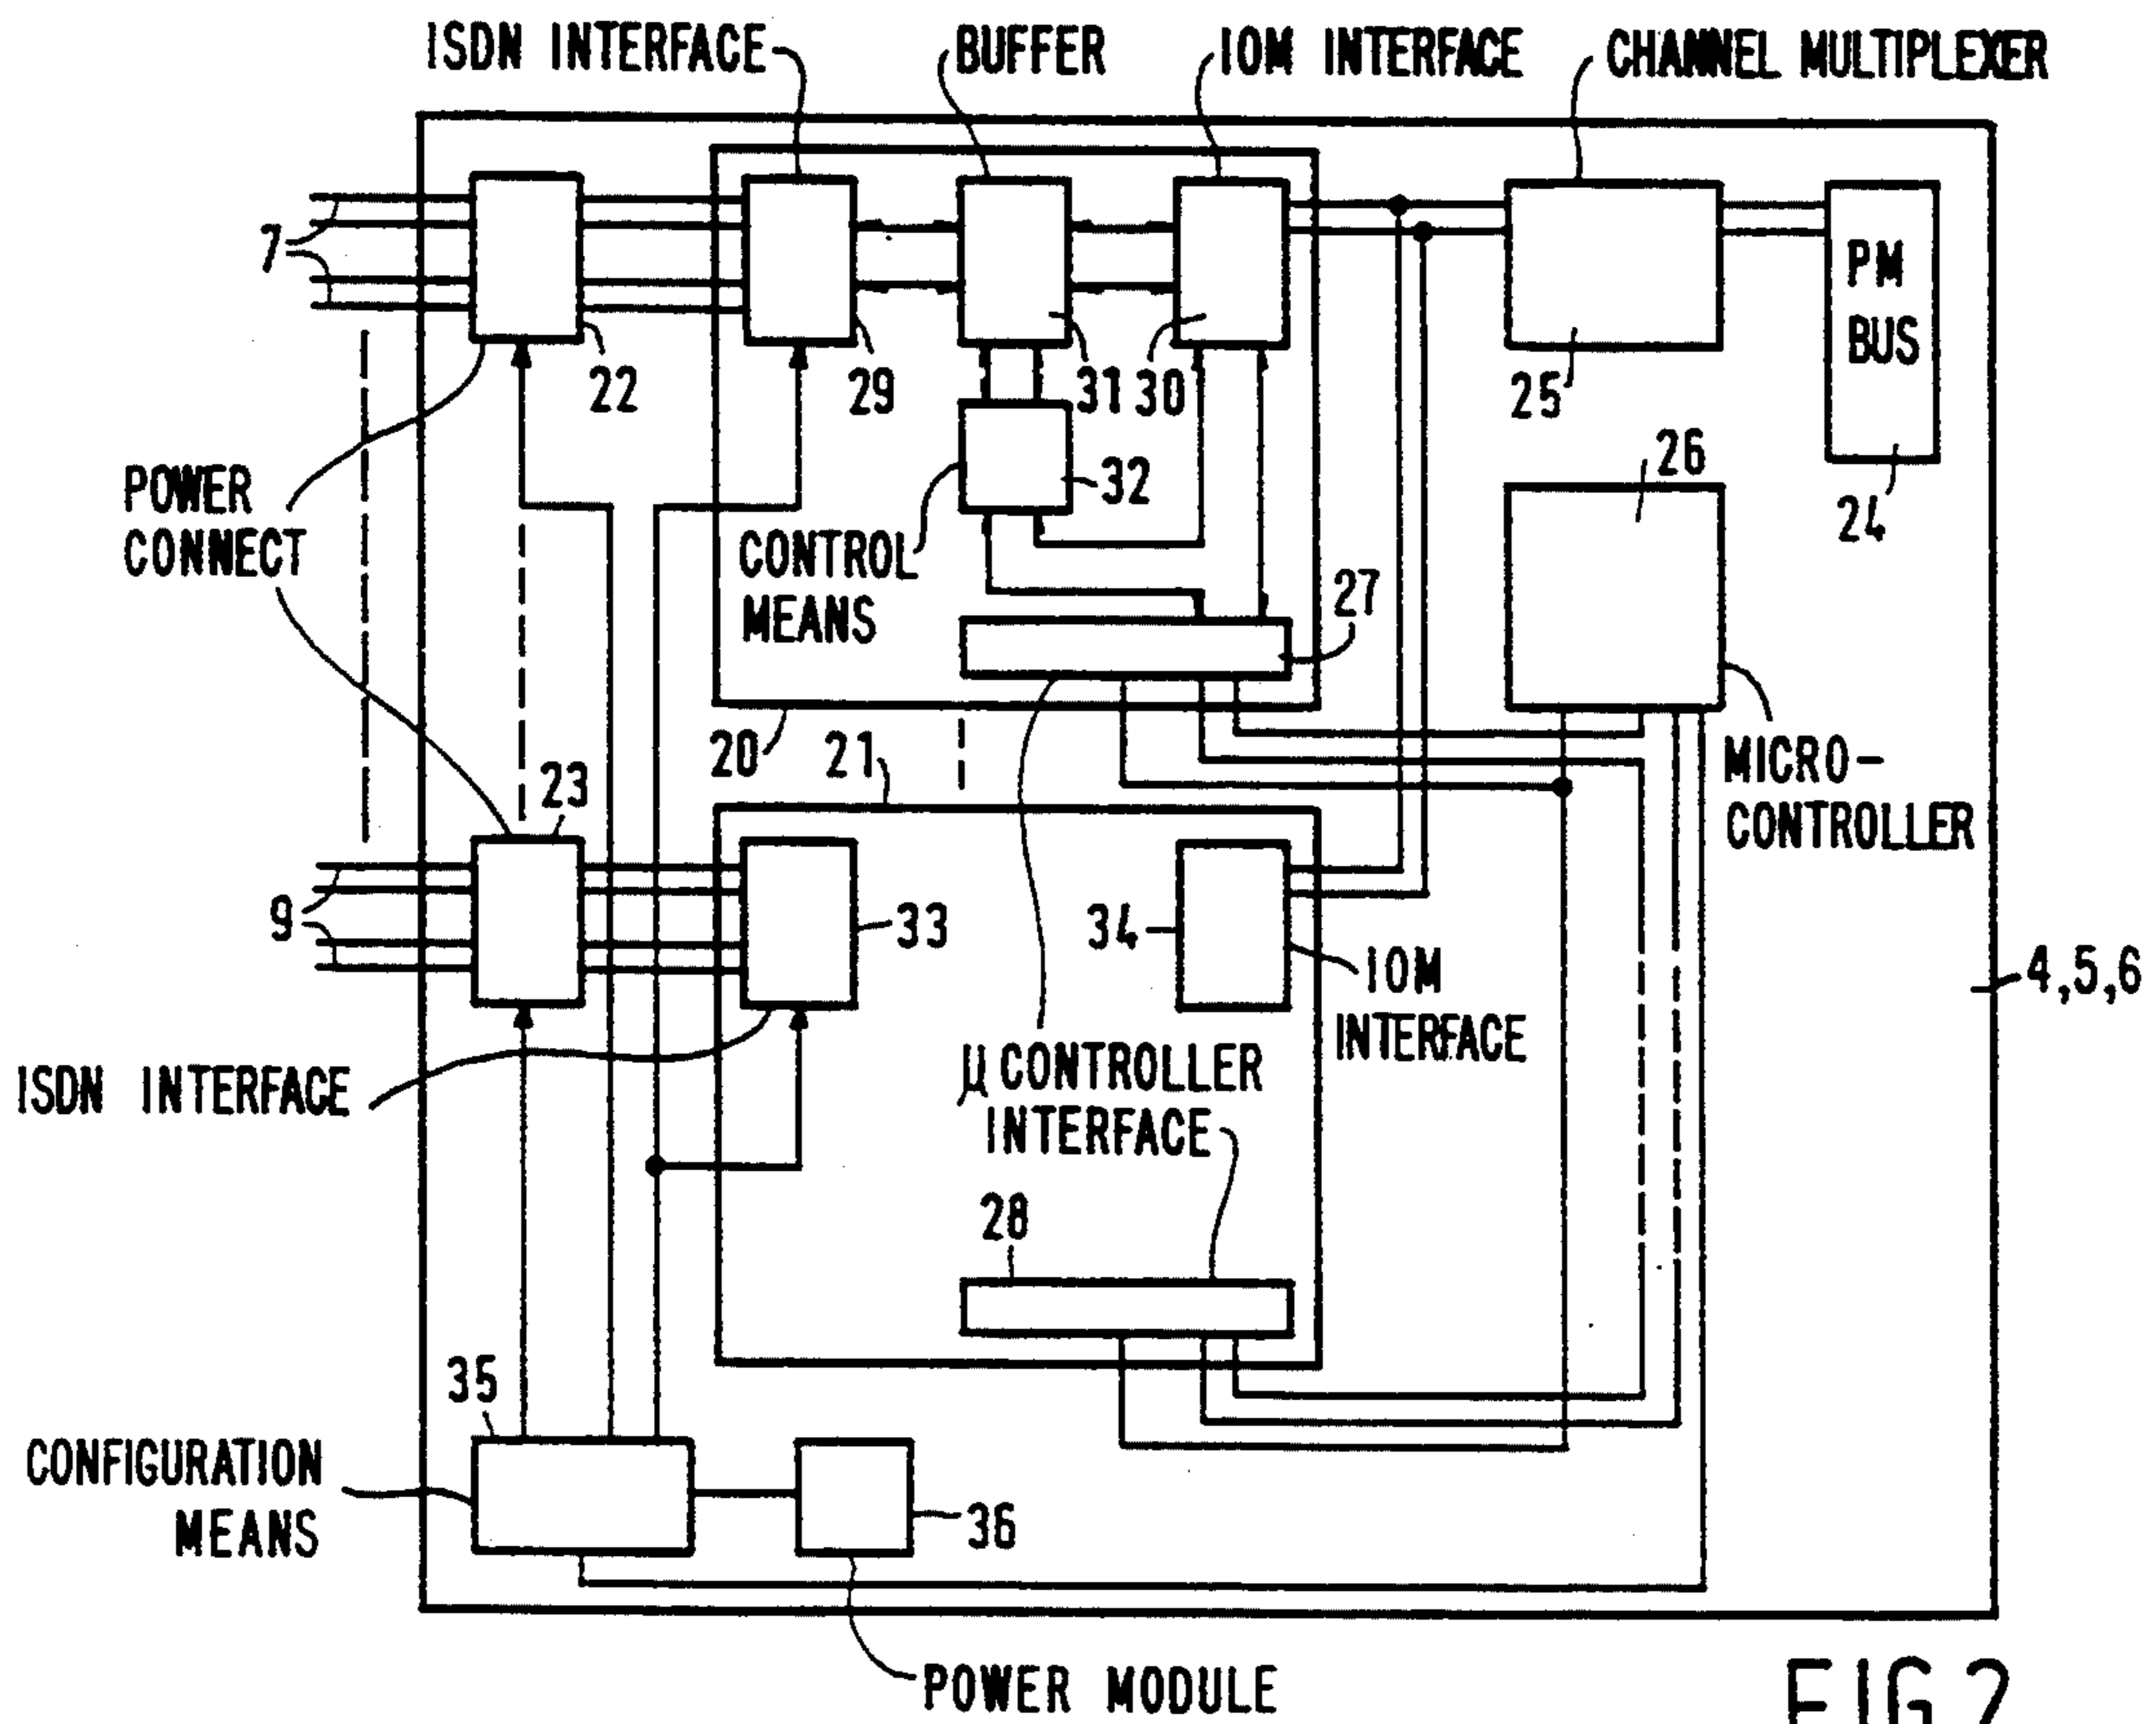 ISDN INTERFACE
BUFFER
IOM INTERFACE
CHANNEL MULTIPLEXER
7
22
29
31
30
25
PM
BUS
24
26
POWER
CONNECT
32
CONTROL
MEANS
27
20
21
23
MICRO-
CONTROLLER
9
33
34
IOM
INTERFACE
4,5,6
ISDN INTERFACE
μ CONTROLLER
INTERFACE
28
35
CONFIGURATION
MEANS
36
POWER MODULE
FIG. 2